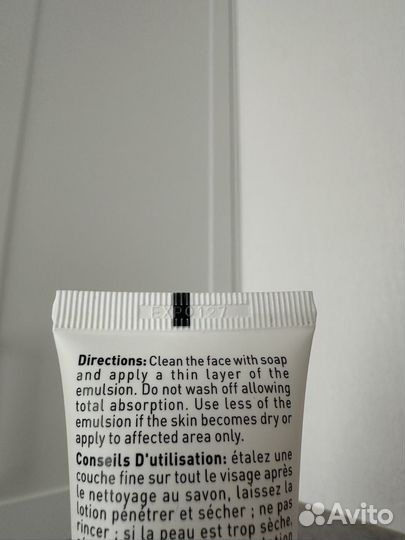 EXP0127
Directions: Clean the face with soap
and apply a thin layer of the
emulsion. Do not wash off allowing
total absorption. Use less of the
emulsion if the skin becomes dry or
apply to affected area only.
Conseils D'utilisation: étalez une
couche fine sur tout le visage après
le nettoyage au savon, laissez la
lotion pénétrer et sécher ; ne pas
rincer ; si la peau est trop sèche,
Avito